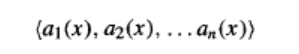 ⟨a₁(x), a₂(x), . . . aₙ(x)⟩